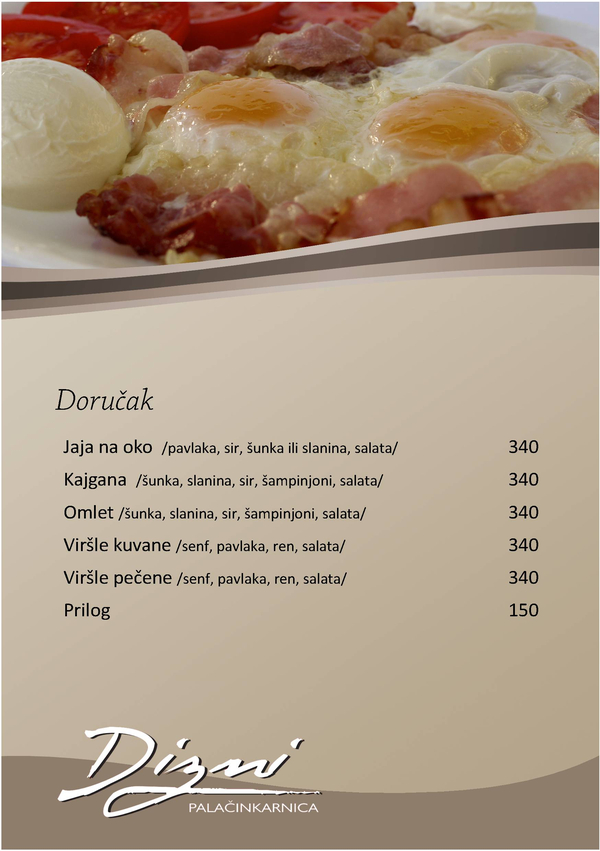 Doručak
Jaja na oko /pavlaka, sir, šunka ili slanina, salata/ 340
Kajgana /šunka, slanina, sir, šampinjoni, salata/ 340
Omlet /šunka, slanina, sir, šampinjoni, salata/ 340
Viršle kuvane /senf, pavlaka, ren, salata/ 340
Viršle pečene /senf, pavlaka, ren, salata/ 340
Prilog 150
Dizni
PALAČINKARNICA